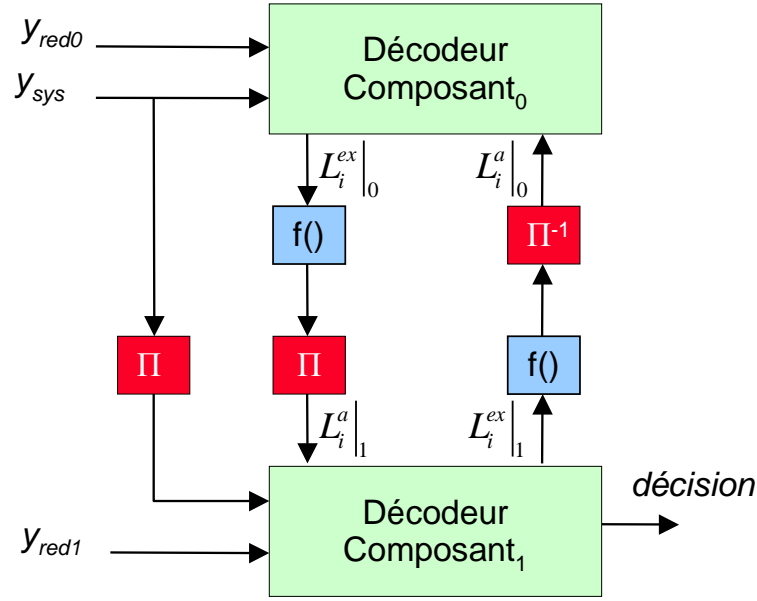 y_red0
y_sys
Décodeur
Composant_0
L_i^ex|_0
L_i^a|_0
f()
Π^-1
Π
Π
f()
L_i^a|_1
L_i^ex|_1
décision
Décodeur
Composant_1
y_red1